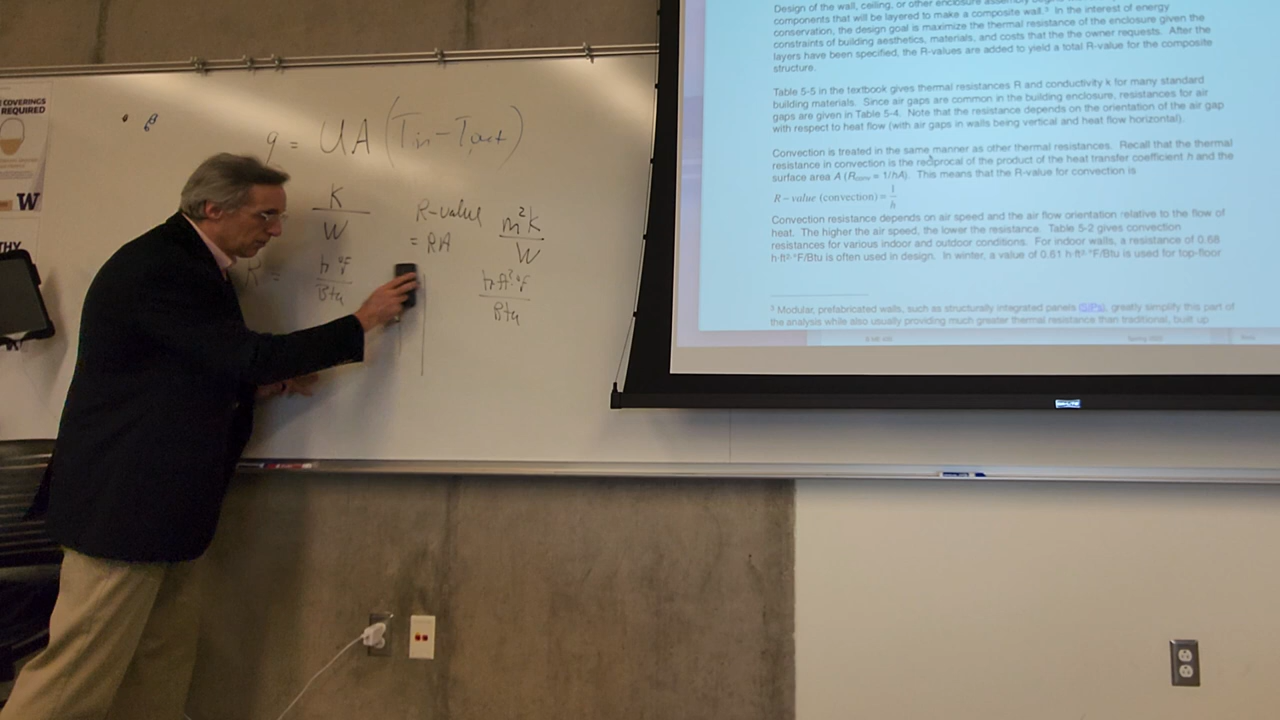 COVERINGS
REQUIRED
W
THY
q = UA (Tin - Tout)
K
W
R-value
= RA
m²K
W
R =
h °F
Btu
h ft² °F
Btu
Design of the wall, ceiling, or other enclosure
components that will be layered to make a composite wall.³ In the interest of energy
conservation, the design goal is maximize the thermal resistance of the enclosure given the
constraints of building aesthetics, materials, and costs that the the owner requests. After the
layers have been specified, the R-values are added to yield a total R-value for the composite
structure.
Table 5-5 in the textbook gives thermal resistances R and conductivity k for many standard
building materials. Since air gaps are common in the building enclosure, resistances for air
gaps are given in Table 5-4. Note that the resistance depends on the orientation of the air gap
with respect to heat flow (with air gaps in walls being vertical and heat flow horizontal).
Convection is treated in the same manner as other thermal resistances. Recall that the thermal
resistance in convection is the reciprocal of the product of the heat transfer coefficient h and the
surface area A (Rconv = 1/hA). This means that the R-value for convection is
R - value (convection) = 1/h
Convection resistance depends on air speed and the air flow orientation relative to the flow of
heat. The higher the air speed, the lower the resistance. Table 5-2 gives convection
resistances for various indoor and outdoor conditions. For indoor walls, a resistance of 0.68
h·ft²·°F/Btu is often used in design. In winter, a value of 0.61 h·ft²·°F/Btu is used for top-floor
³ Modular, prefabricated walls, such as structurally integrated panels (SIPs), greatly simplify this part of
the analysis while also usually providing much greater thermal resistance than traditional, built up